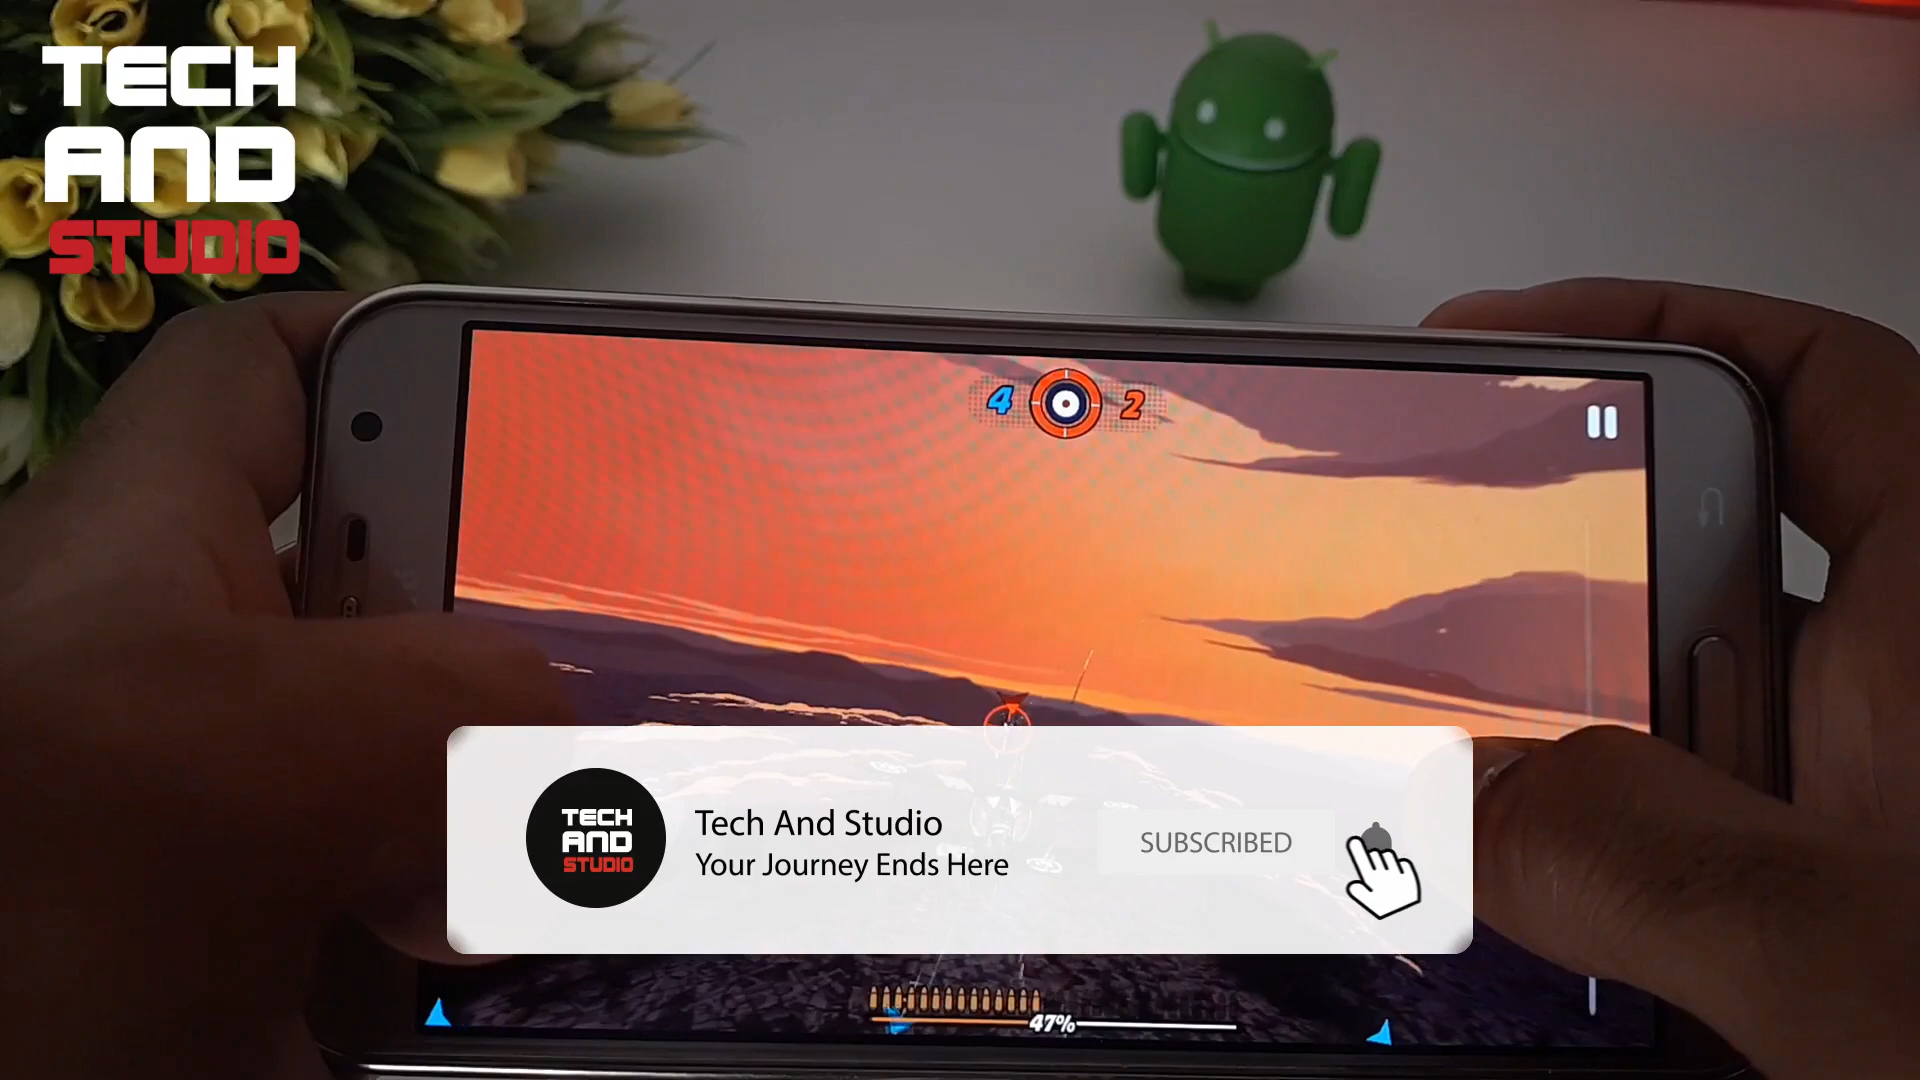 TECH
AND
STUDIO
4 2
TECH
AND
STUDIO
Tech And Studio
Your Journey Ends Here
SUBSCRIBED
47%